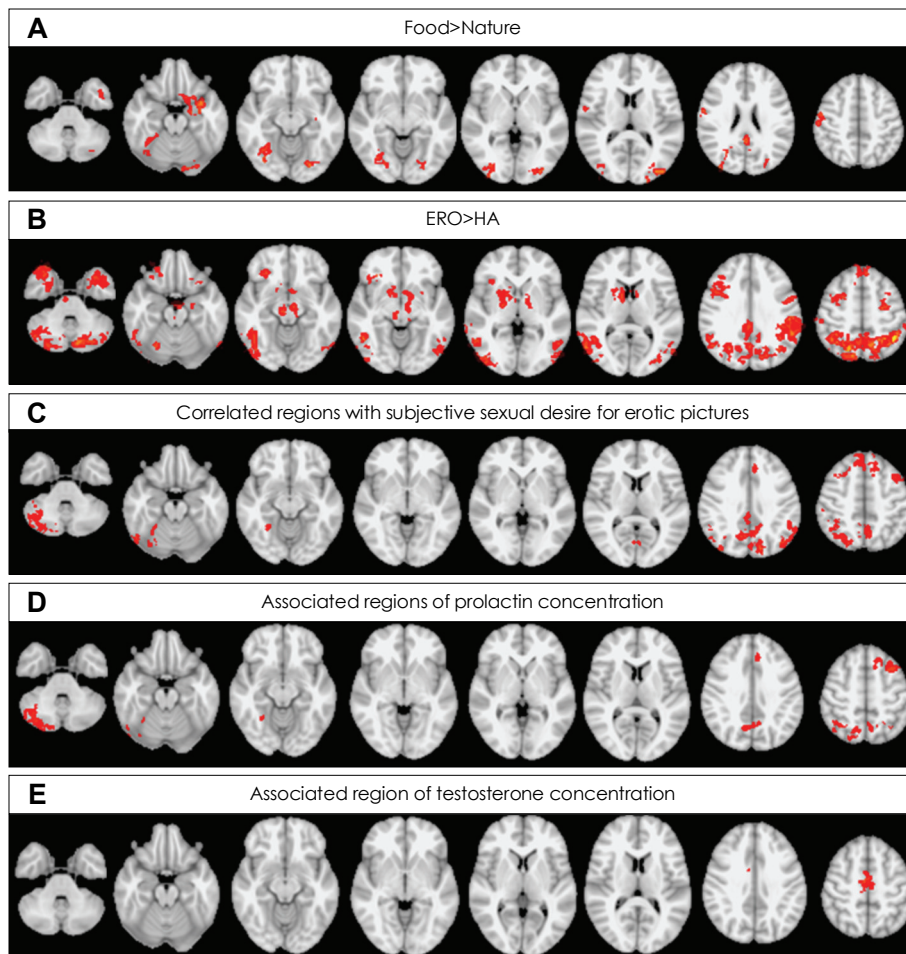 A
Food>Nature
B
ERO>HA
C
Correlated regions with subjective sexual desire for erotic pictures
D
Associated regions of prolactin concentration
E
Associated region of testosterone concentration